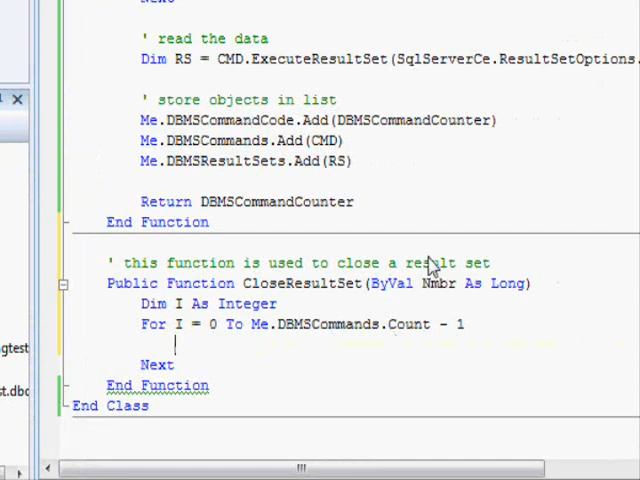 Next
' read the data
Dim RS = CMD.ExecuteResultSet(SqlServerCe.ResultSetOptions.
' store objects in list
Me.DBMSCommandCode.Add(DBMSCommandCounter)
Me.DBMSCommands.Add(CMD)
Me.DBMSResultSets.Add(RS)
Return DBMSCommandCounter
End Function
' this function is used to close a result set
Public Function CloseResultSet(ByVal Nmbr As Long)
Dim I As Integer
For I = 0 To Me.DBMSCommands.Count - 1
Next
End Function
End Class
ngtest
st.dbc